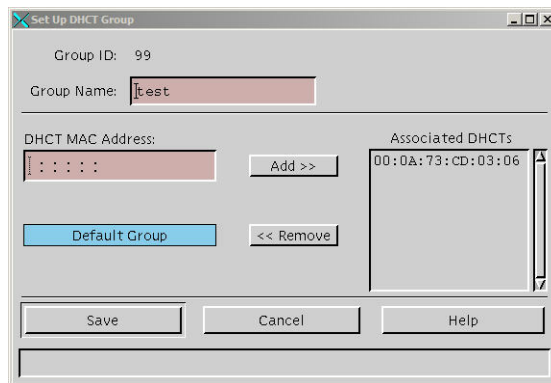 Set Up DHCT Group
Group ID: 99
Group Name: test
DHCT MAC Address:
: : : : :
Add >>
Default Group
<< Remove
Associated DHCTs
00:0A:73:CD:03:06
Save
Cancel
Help